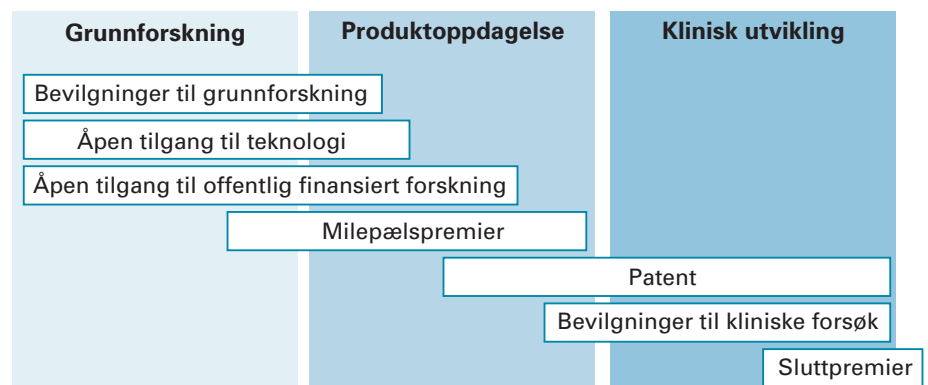 Grunnforskning
Produktoppdagelse
Klinisk utvikling
Bevilgninger til grunnforskning
Åpen tilgang til teknologi
Åpen tilgang til offentlig finansiert forskning
Milepælspremier
Patent
Bevilgninger til kliniske forsøk
Sluttpremier